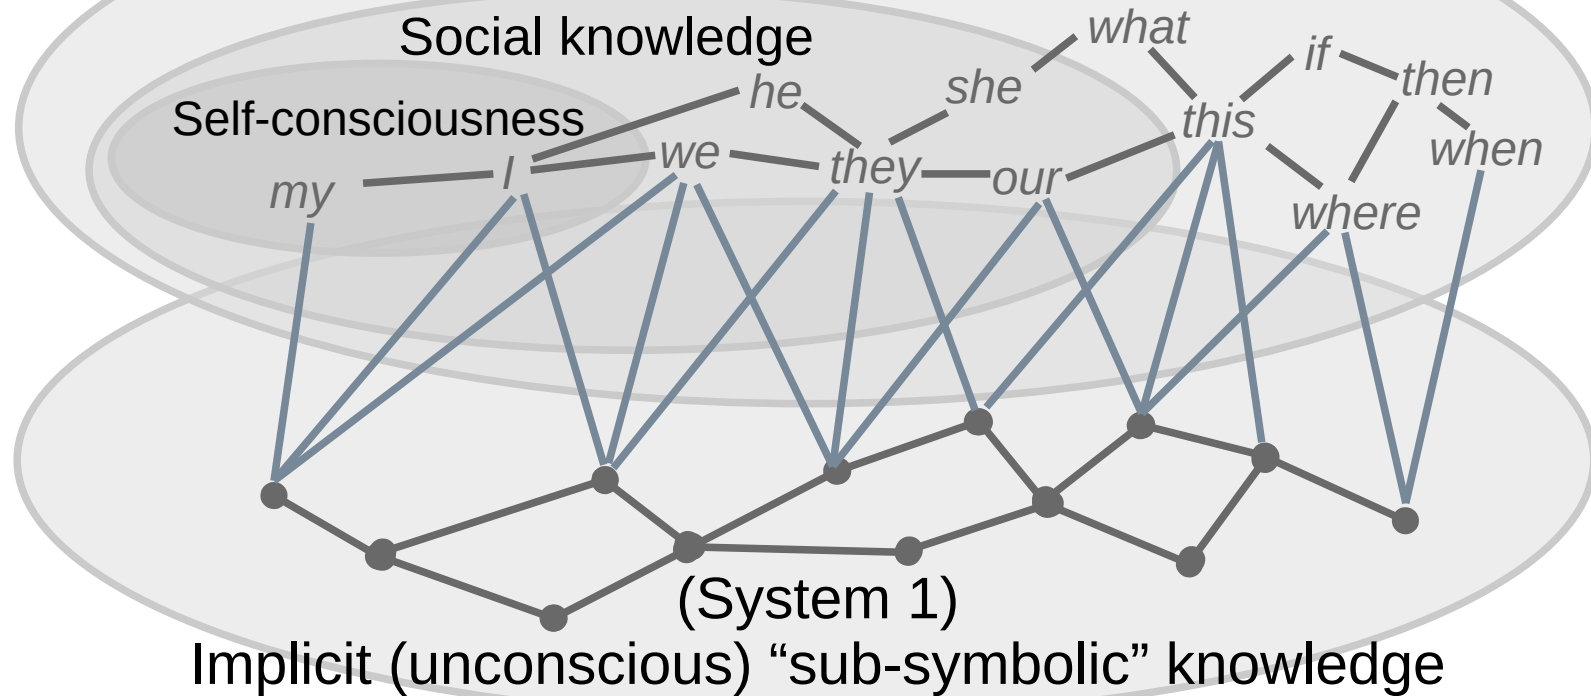 Social knowledge
what
if
then
he
she
Self-consciousness
this
when
we
they
I
my
our
where
(System 1)
Implicit (unconscious) “sub-symbolic” knowledge